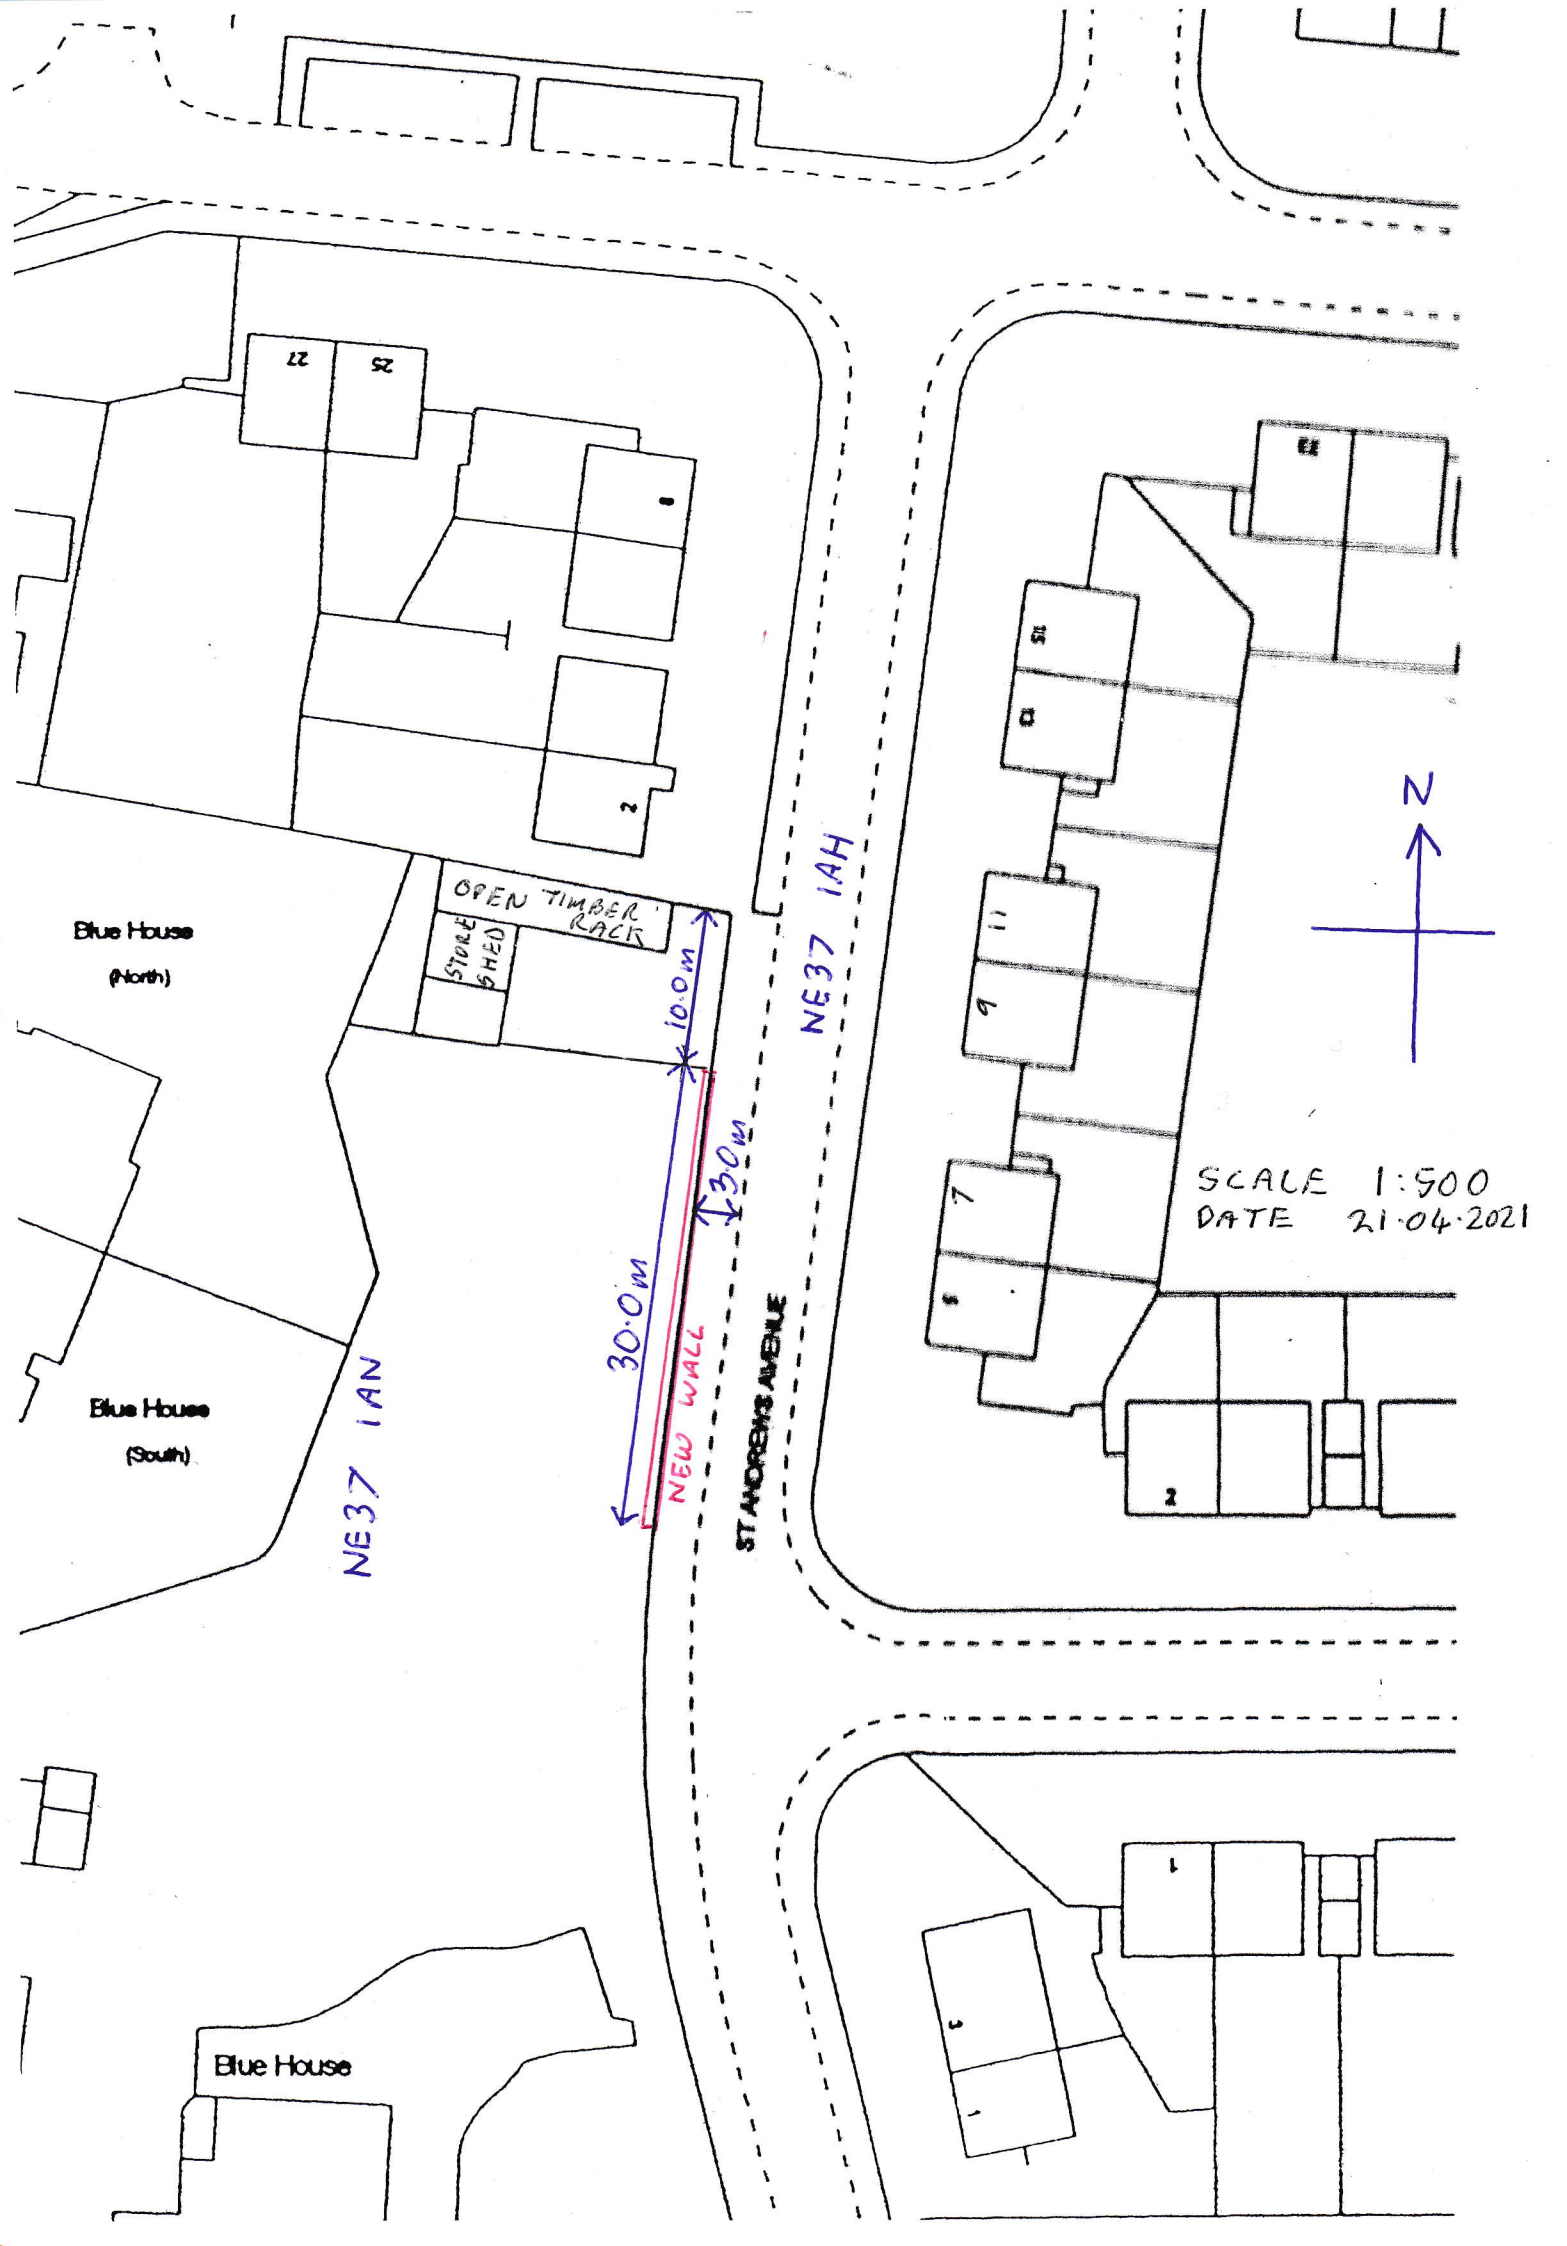 27
25
23
8
15
13
2
N
NE37 1AH
OPEN TIMBER
RACK
STORE
SHED
11
9
Blue House
(North)
10.0m
3.0m
7
SCALE 1:500
DATE 21.04.2021
30.0m
5
NEW WALL
ST ANDREWS AVENUE
NE37 1AN
Blue House
(South)
2
1
3
1
Blue House